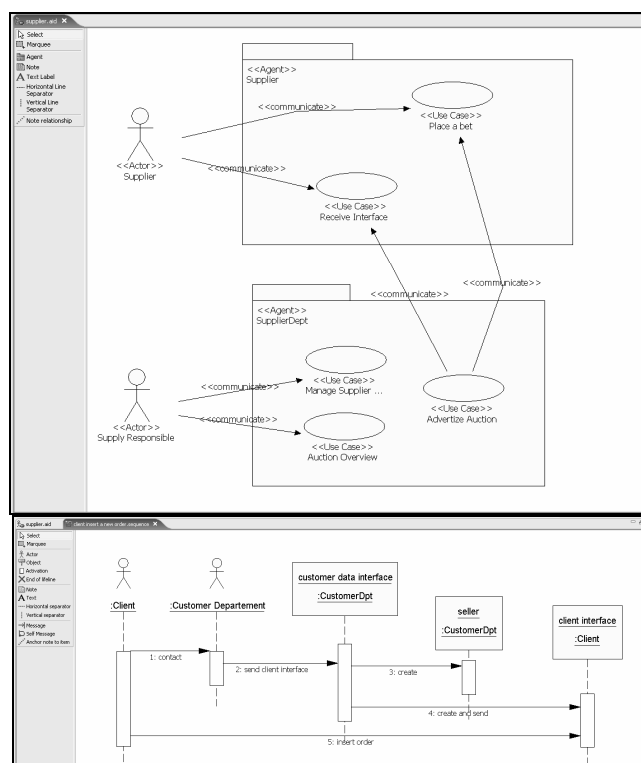 supplier.aid
Select
Marquee
Agent
Note
Text Label
Horizontal Line
Separator
Vertical Line
Separator
Note relationship
<<Agent>>
Supplier
<<communicate>>
<<Use Case>>
Place a bet
<<Actor>>
Supplier
<<communicate>>
<<Use Case>>
Receive Interface
<<communicate>>
<<communicate>>
<<Agent>>
SupplierDept
<<communicate>>
<<Use Case>>
Manage Supplier ...
<<Use Case>>
Advertize Auction
<<Actor>>
Supply Responsible
<<communicate>>
<<Use Case>>
Auction Overview
supplier.aid
client insert a new order.sequence
Select
Marquee
Actor
Object
Activation
End of lifeline
Note
Text
Horizontal separator
Vertical separator
Message
Self Message
Anchor note to item
:Client
:Customer Departement
customer data interface
:CustomerDpt
seller
:CustomerDpt
client interface
:Client
1: contact
2: send client interface
3: create
4: create and send
5: insert order